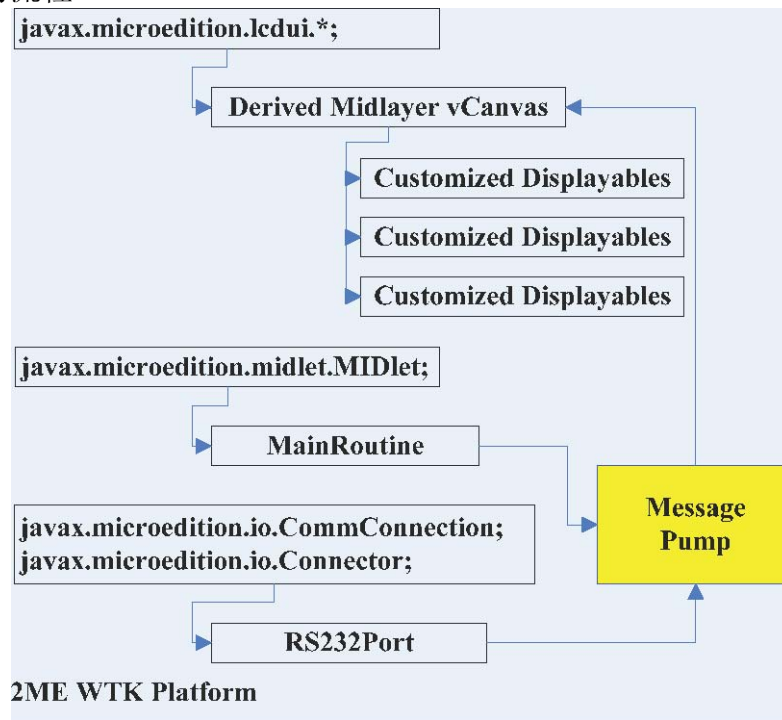 javax.microedition.lcdui.*;
Derived Midlayer vCanvas
Customized Displayables
Customized Displayables
Customized Displayables
javax.microedition.midlet.MIDlet;
MainRoutine
Message
Pump
javax.microedition.io.CommConnection;
javax.microedition.io.Connector;
RS232Port
2ME WTK Platform